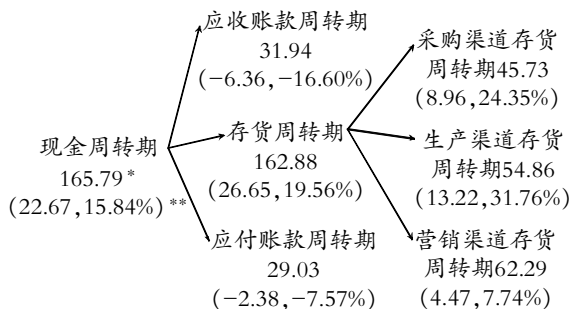 现金周转期
165.79*
(22.67,15.84%)**
应收账款周转期
31.94
(-6.36,-16.60%)
存货周转期
162.88
(26.65,19.56%)
应付账款周转期
29.03
(-2.38,-7.57%)
采购渠道存货
周转期45.73
(8.96,24.35%)
生产渠道存货
周转期54.86
(13.22,31.76%)
营销渠道存货
周转期62.29
(4.47,7.74%)